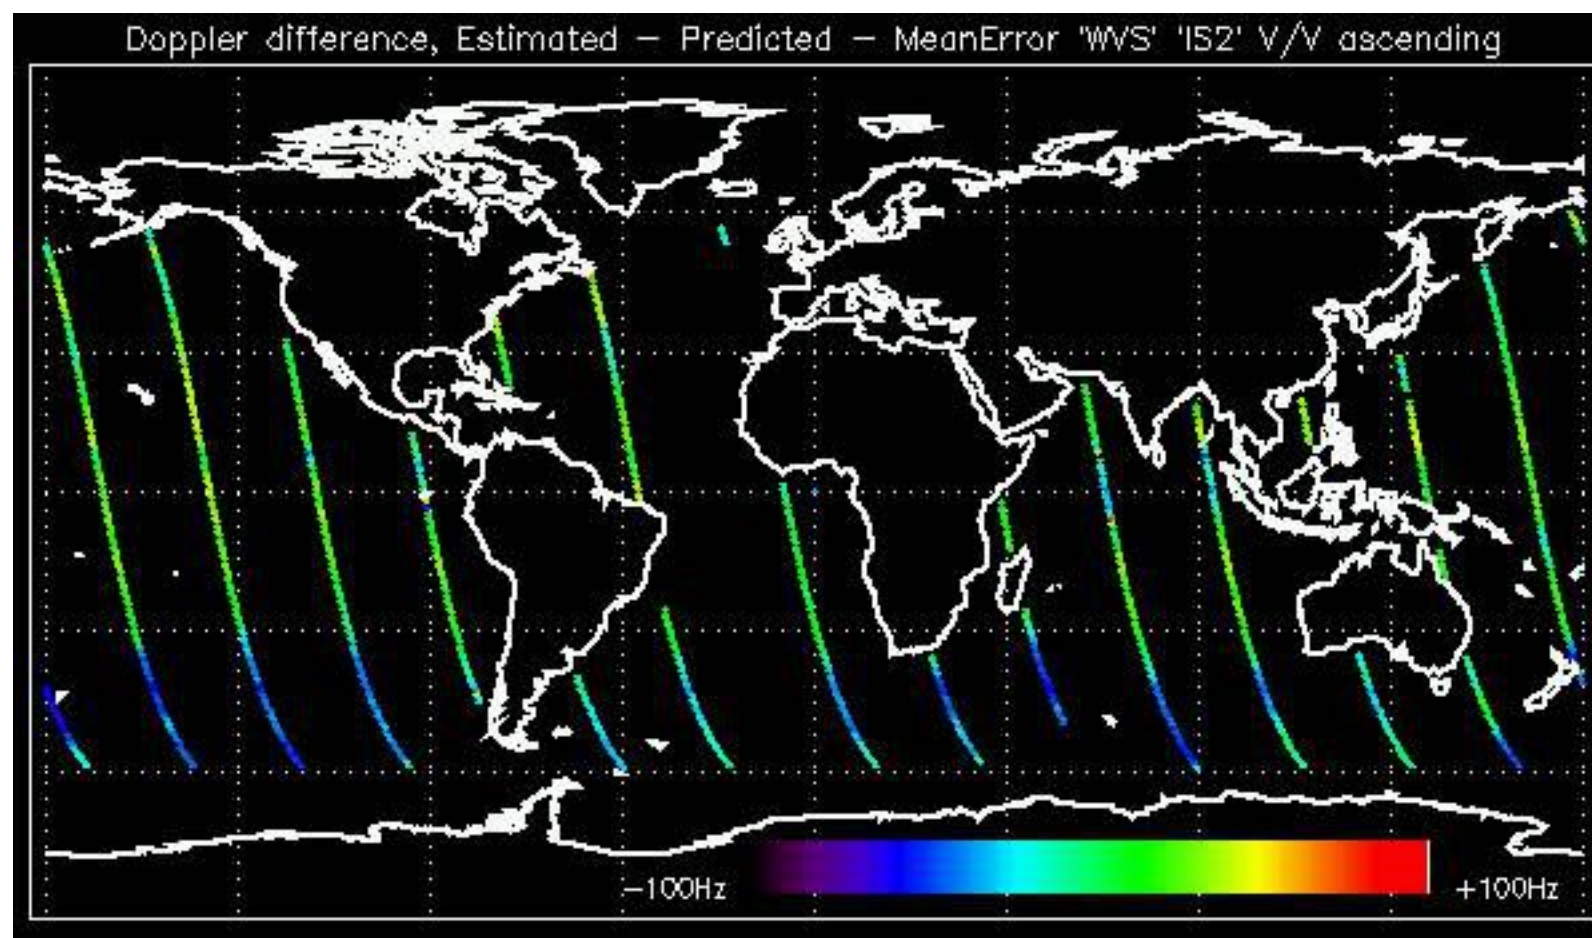 Doppler difference, Estimated – Predicted – MeanError 'WVS' 'IS2' V/V ascending
–100Hz +100Hz